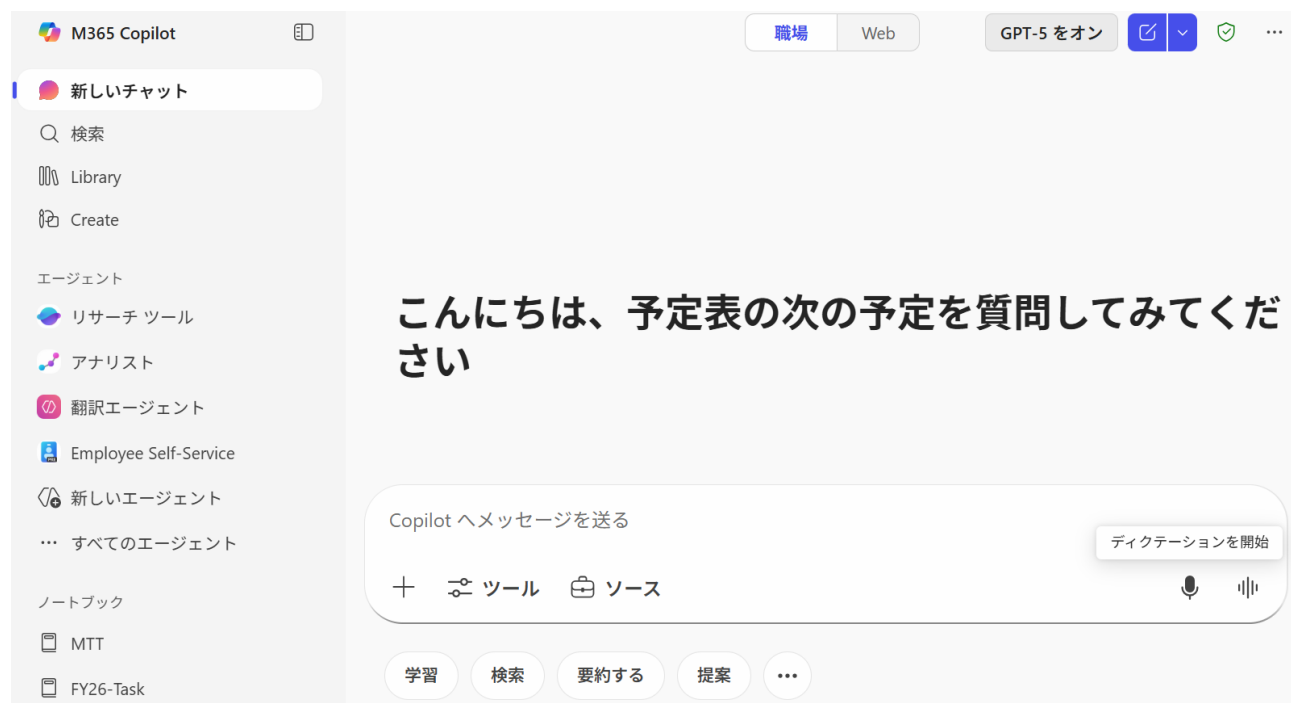 M365 Copilot
新しいチャット
検索
Library
Create
エージェント
リサーチ ツール
アナリスト
翻訳エージェント
Employee Self-Service
新しいエージェント
すべてのエージェント
ノートブック
MTT
FY26-Task
職場
Web
GPT-5 をオン
こんにちは、予定表の次の予定を質問してみてくだ
さい
Copilot へメッセージを送る
ディクテーションを開始
ツール
ソース
学習
検索
要約する
提案